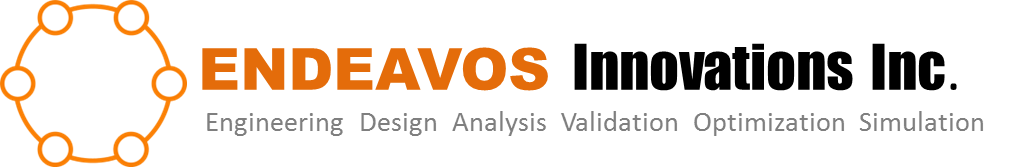 ENDEAVOS Innovations Inc.
Engineering Design Analysis Validation Optimization Simulation